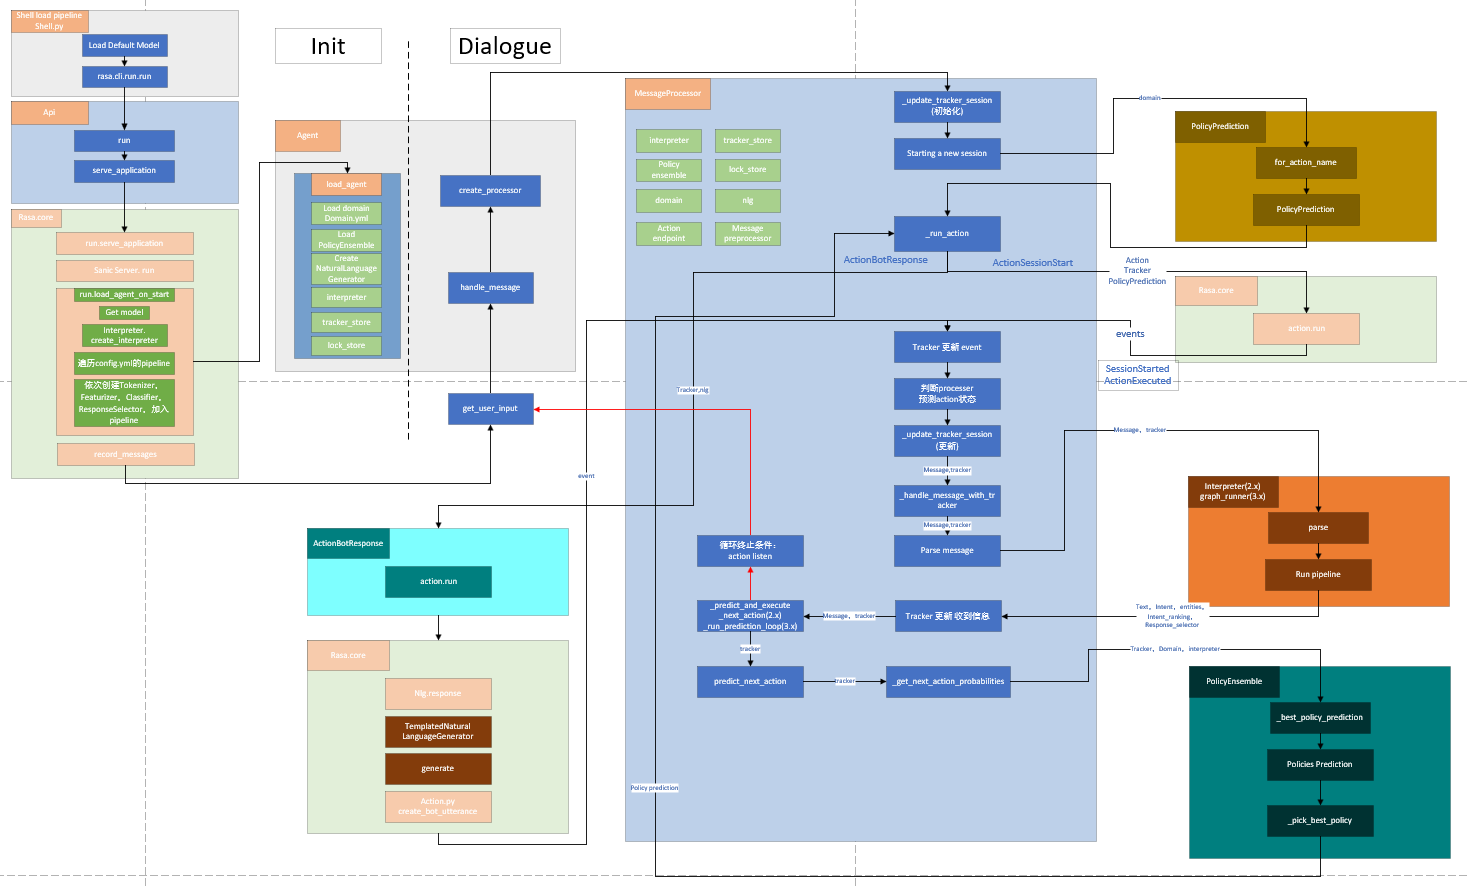 Shell load pipeline
Shell.py
Load Default Model
rasa.cli.run.run
Api
run
serve_application
Rasa.core
run.serve_application
Sanic Server. run
run.load_agent_on_start
Get model
Interpreter.
create_interpreter
遍历config.yml的pipeline
依次创建Tokenizer、
Featurizer、Classifier、
ResponseSelector，加入
pipeline
record_messages
Init
Dialogue
Agent
load_agent
Load domain
Domain.yml
Load
PolicyEnsemble
Create
NaturalLanguage
Generator
interpreter
tracker_store
lock_store
create_processor
handle_message
get_user_input
event
ActionBotResponse
action.run
Rasa.core
Nlg.response
TemplatedNatural
LanguageGenerator
generate
Action.py
create_bot_utterance
MessageProcessor
interpreter
tracker_store
Policy
ensemble
lock_store
domain
nlg
Action
endpoint
Message
preprocessor
_update_tracker_session
(初始化)
Starting a new session
_run_action
ActionBotResponse
ActionSessionStart
Tracker 更新 event
判断processer
预测action状态
Tracker,nlg
_update_tracker_session
(更新)
Message,tracker
_handle_message_with_tr
acker
Message,tracker
Parse message
循环终止条件：
action listen
_predict_and_execute
_next_action(2.x)
_run_prediction_loop(3.x)
Message，tracker
Tracker 更新 收到信息
tracker
predict_next_action
tracker
_get_next_action_probabilities
Policy prediction
domain
PolicyPrediction
for_action_name
PolicyPrediction
Action
Tracker
PolicyPrediction
Rasa.core
action.run
events
SessionStarted
ActionExecuted
Message，tracker
Interpreter(2.x)
graph_runner(3.x)
parse
Run pipeline
Text，Intent，entities，
Intent_ranking，
Response_selector
Tracker，Domain，interpreter
PolicyEnsemble
_best_policy_prediction
Policies Prediction
_pick_best_policy